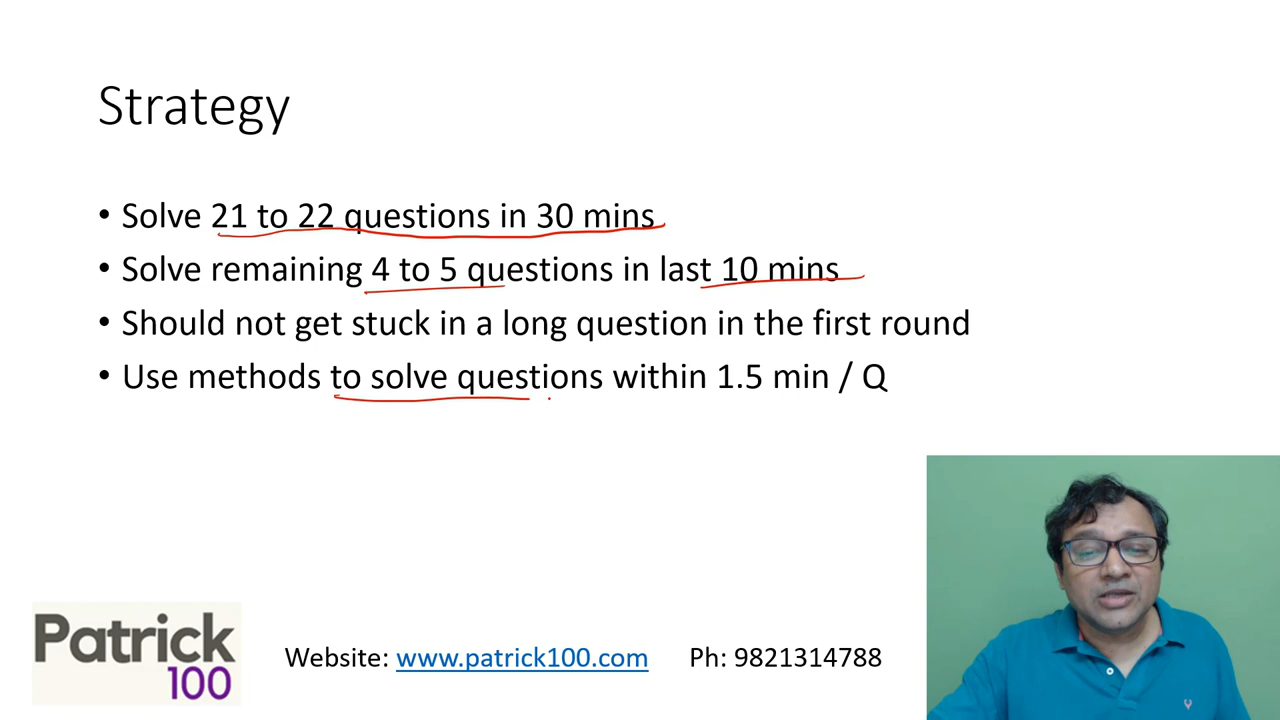 Strategy
• Solve 21 to 22 questions in 30 mins
• Solve remaining 4 to 5 questions in last 10 mins
• Should not get stuck in a long question in the first round
• Use methods to solve questions within 1.5 min / Q
Patrick
100
Website: www.patrick100.com Ph: 9821314788